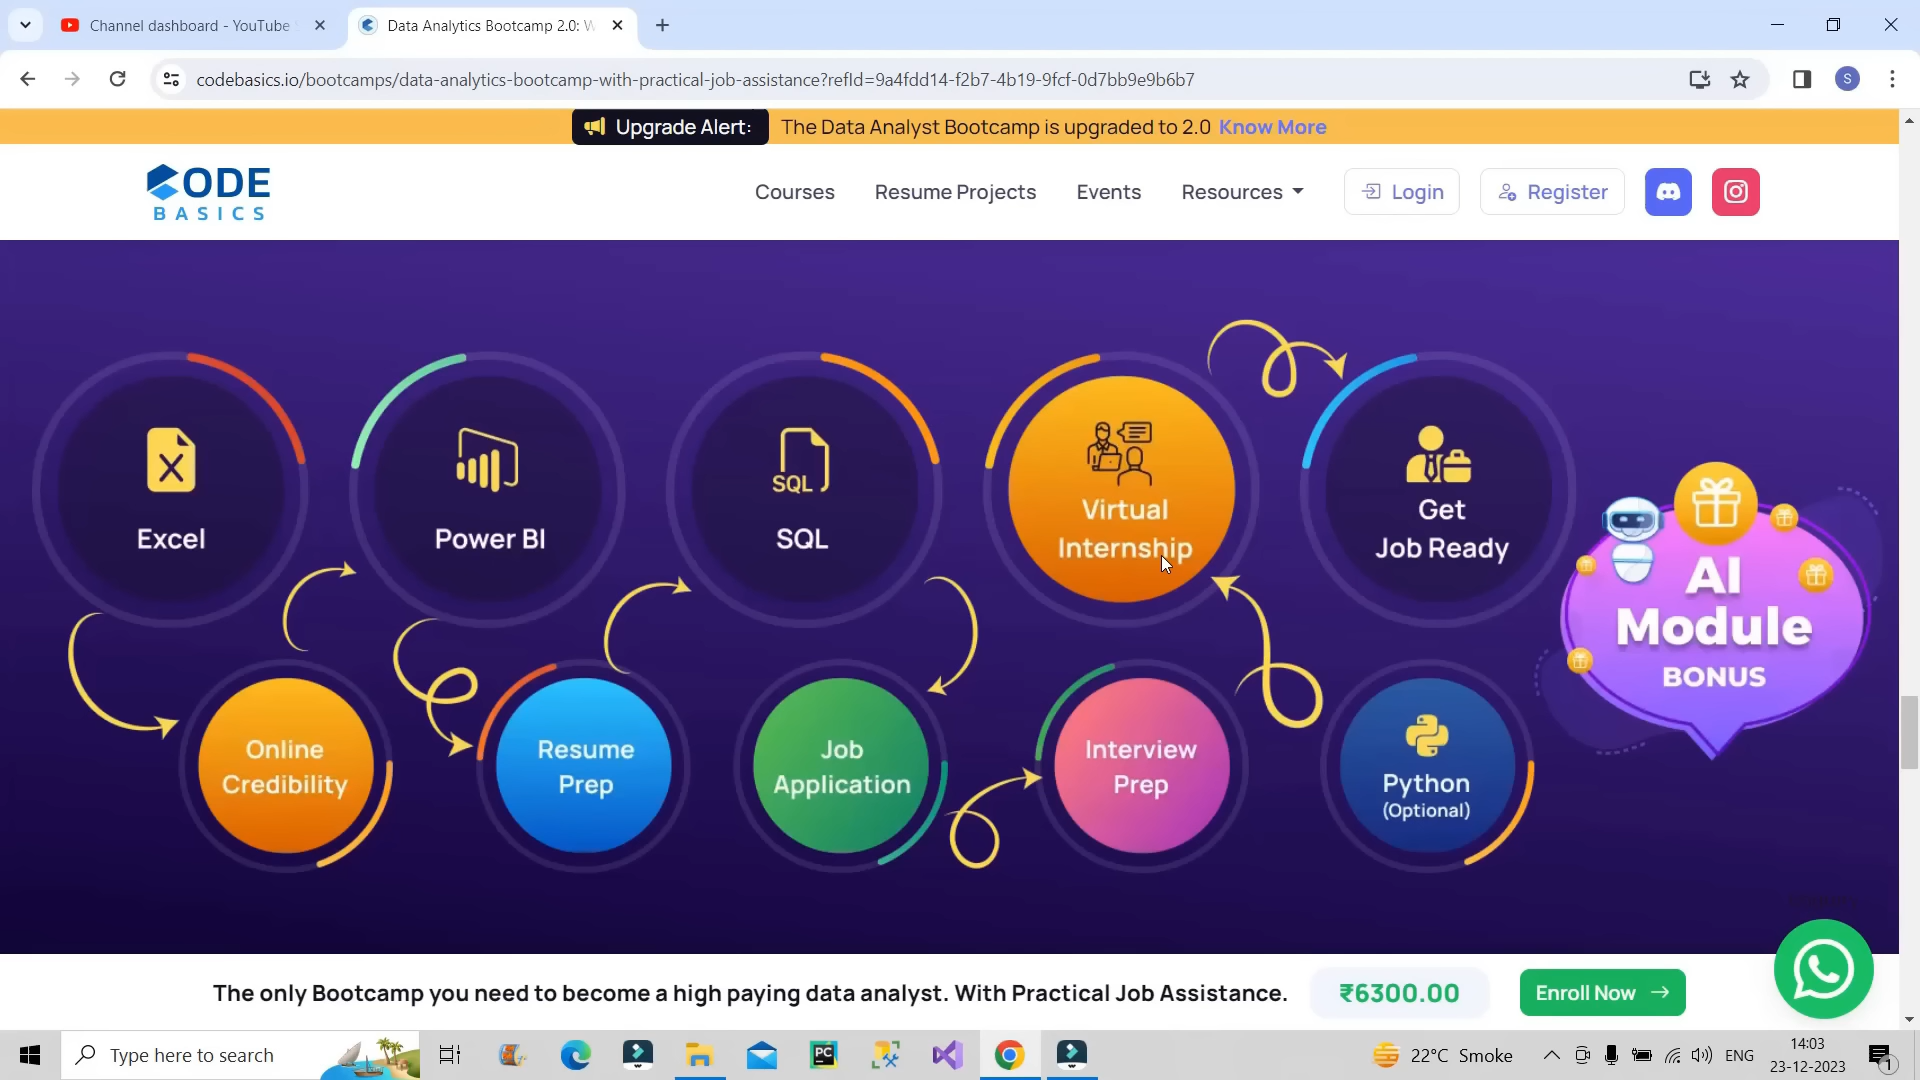 Channel dashboard - YouTube
Data Analytics Bootcamp 2.0: W
codebasics.io/bootcamps/data-analytics-bootcamp-with-practical-job-assistance?refId=9a4fdd14-f2b7-4b19-9fcf-0d7bb9e9b6b7
S
Upgrade Alert: The Data Analyst Bootcamp is upgraded to 2.0 Know More
CODE
BASICS
Courses
Resume Projects
Events
Resources
Login
Register
Excel
Power BI
SQL
SQL
Virtual
Internship
Get
Job Ready
AI
Module
BONUS
Online
Credibility
Resume
Prep
Job
Application
Interview
Prep
Python
(Optional)
The only Bootcamp you need to become a high paying data analyst. With Practical Job Assistance.
₹6300.00
Enroll Now
Type here to search
PC
22°C Smoke
ENG
14:03
23-12-2023
1